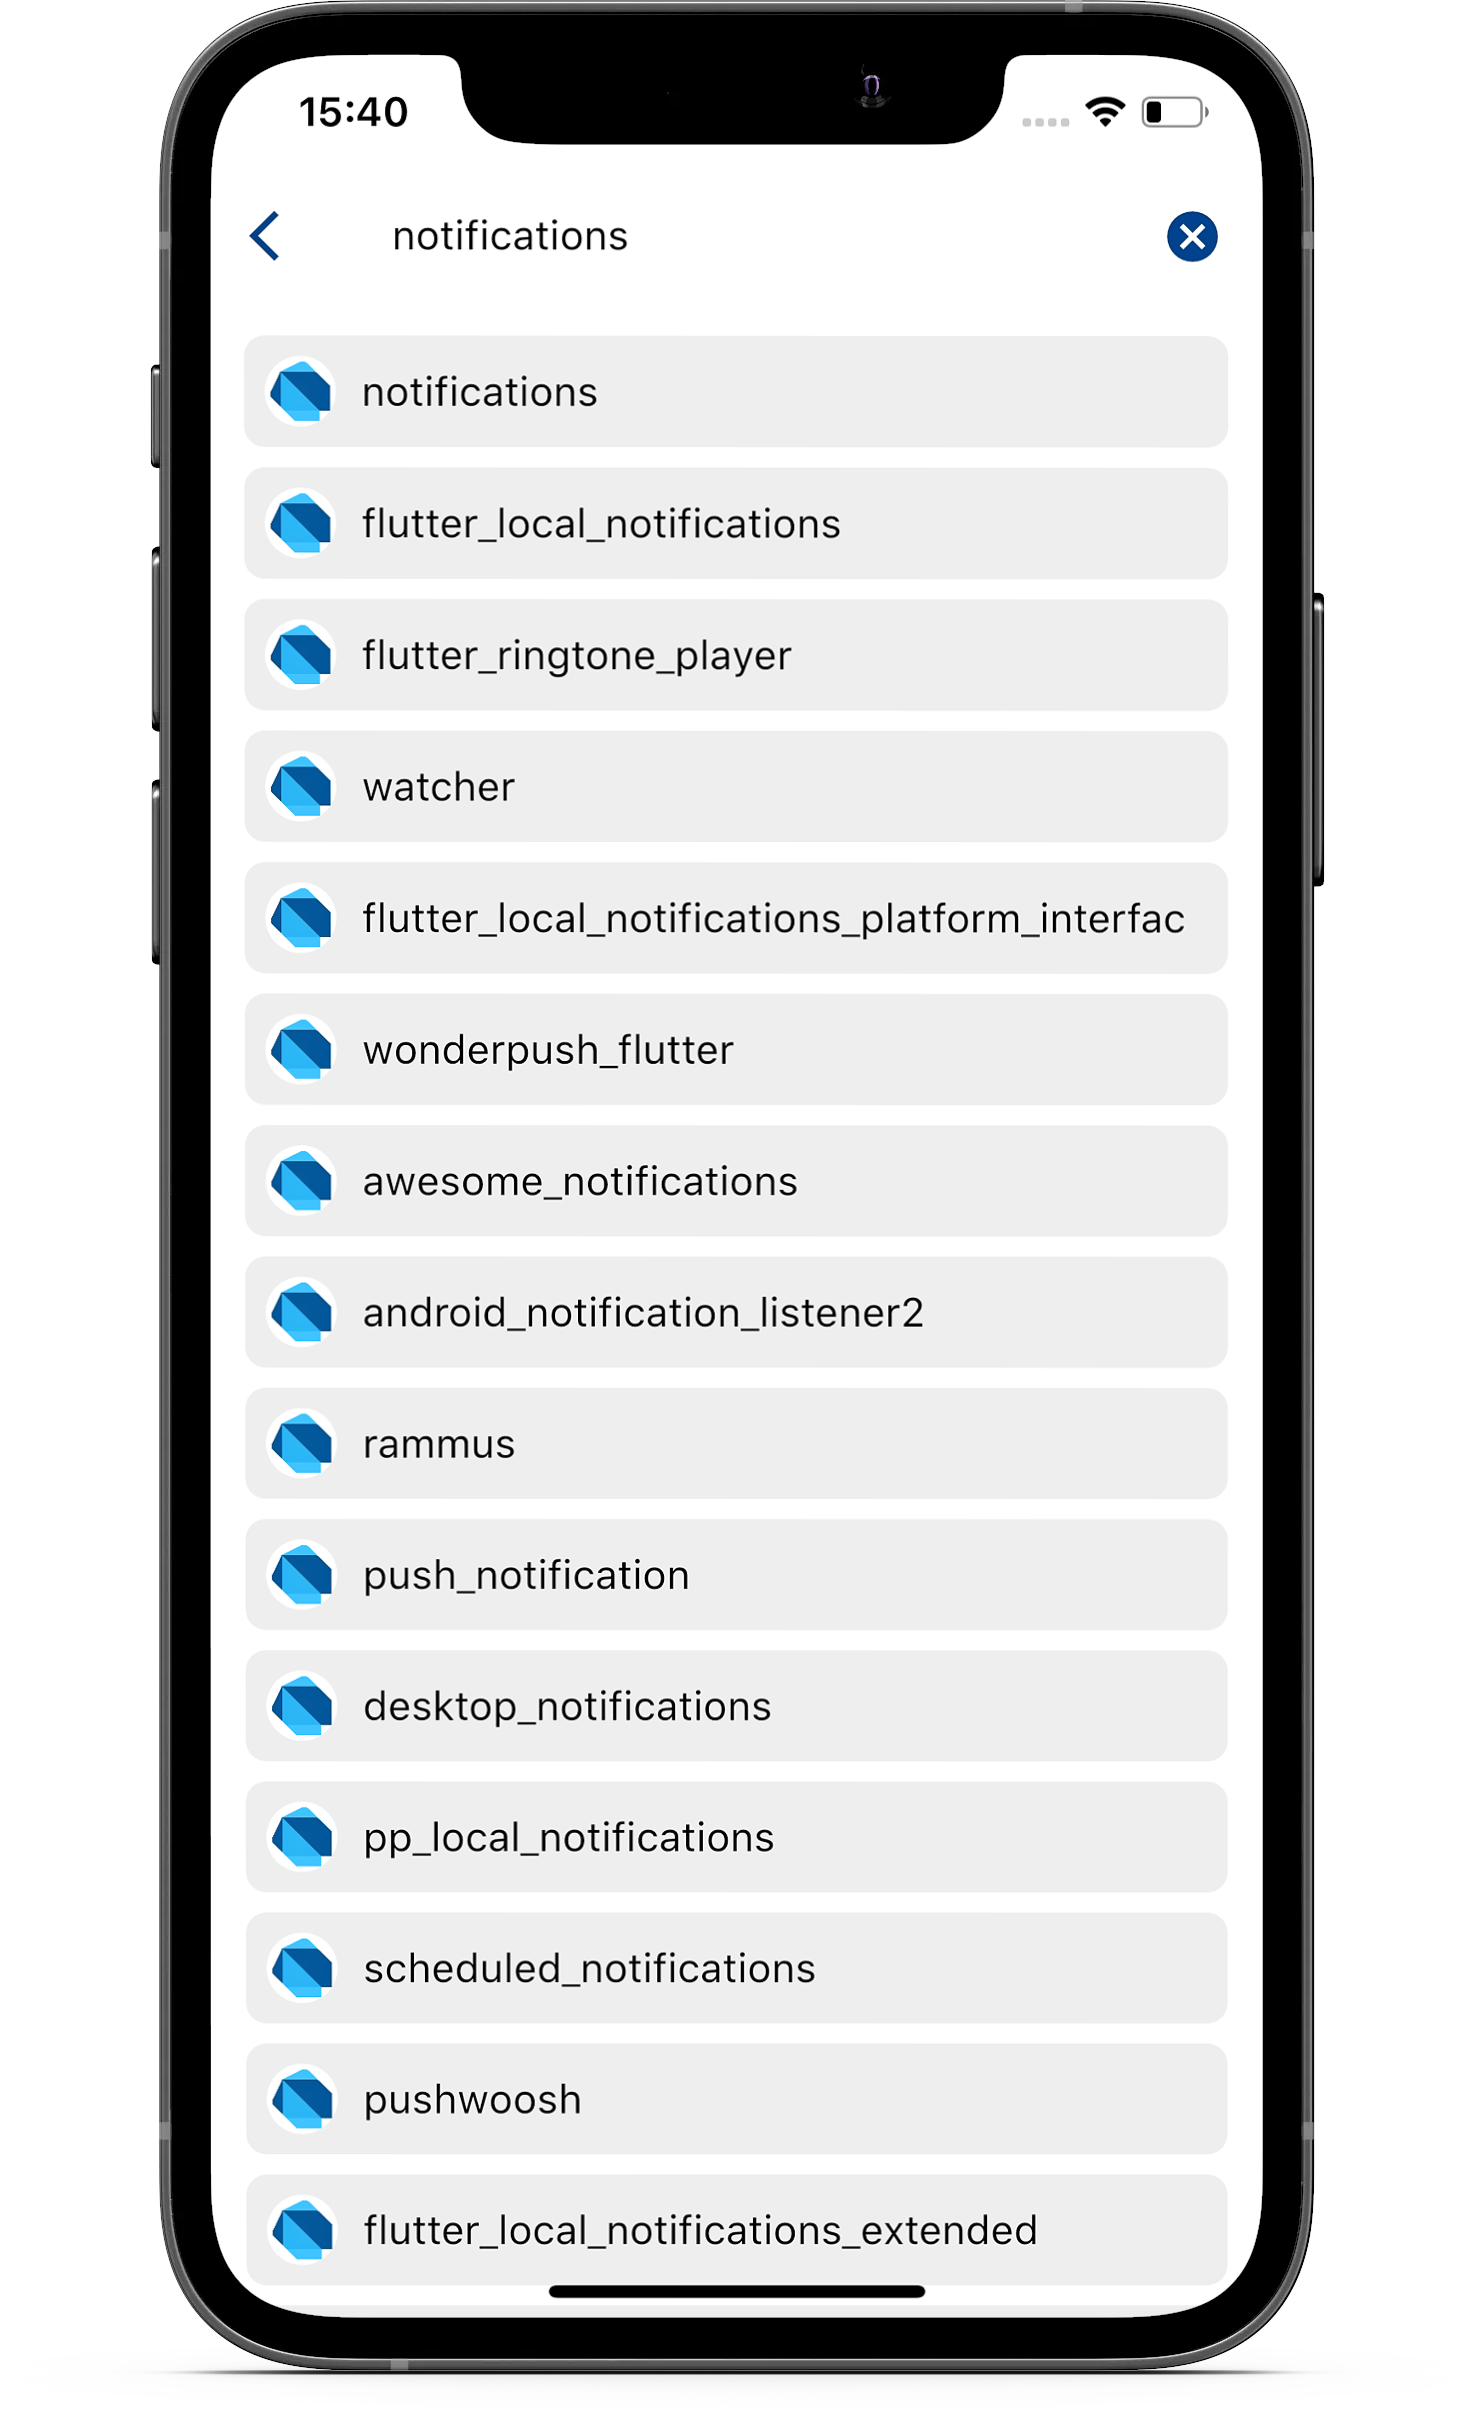 15:40
notifications
notifications
flutter_local_notifications
flutter_ringtone_player
watcher
flutter_local_notifications_platform_interfac
wonderpush_flutter
awesome_notifications
android_notification_listener2
rammus
push_notification
desktop_notifications
pp_local_notifications
scheduled_notifications
pushwoosh
flutter_local_notifications_extended